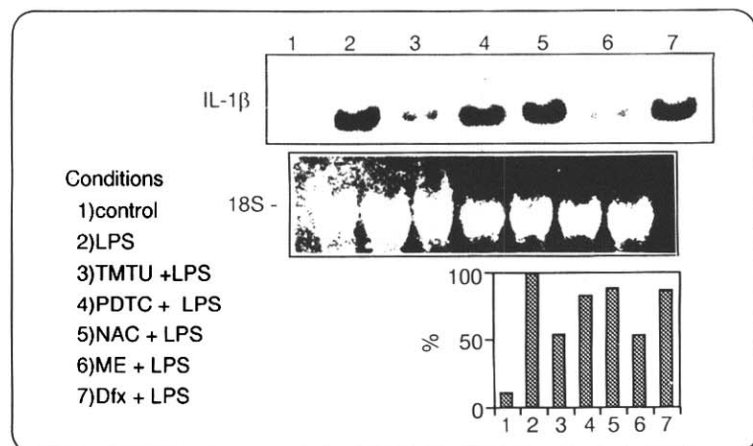 1 2 3 4 5 6 7
IL-1β
18S -
Conditions
1)control
2)LPS
3)TMTU +LPS
4)PDTC + LPS
5)NAC + LPS
6)ME + LPS
7)Dfx + LPS
100
50
0
%
1 2 3 4 5 6 7